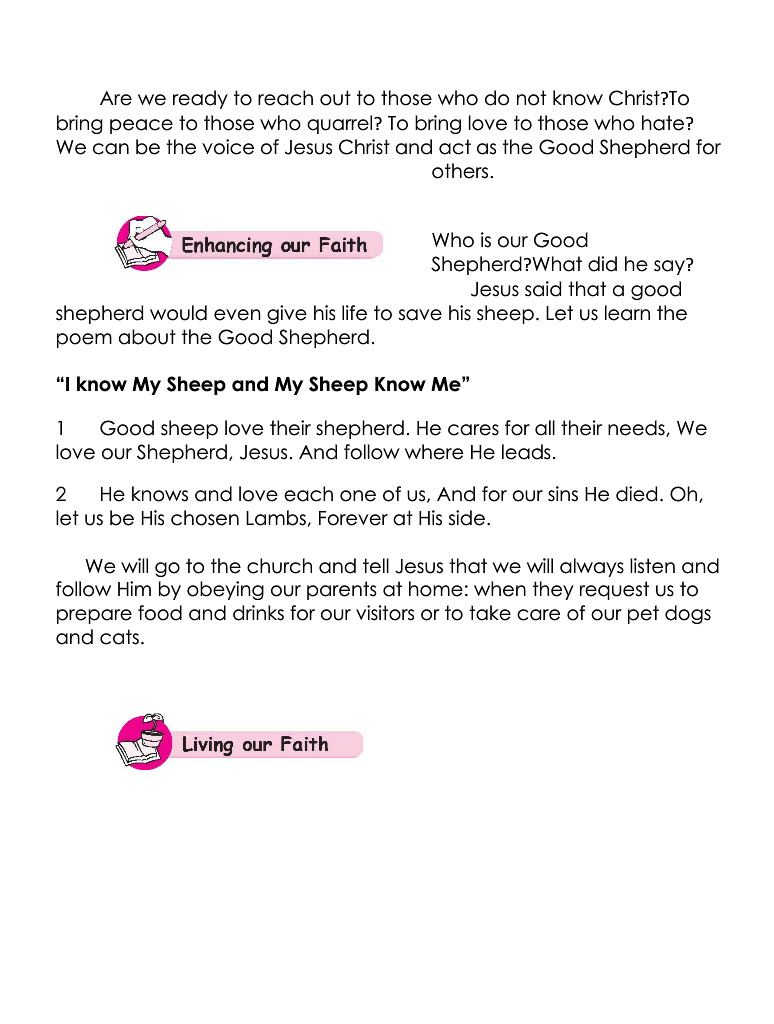 Are we ready to reach out to those who do not know Christ?To
bring peace to those who quarrel? To bring love to those who hate?
We can be the voice of Jesus Christ and act as the Good Shepherd for
others.
Enhancing our Faith
Who is our Good
Shepherd?What did he say?
Jesus said that a good
shepherd would even give his life to save his sheep. Let us learn the
poem about the Good Shepherd.
“I know My Sheep and My Sheep Know Me”
1 Good sheep love their shepherd. He cares for all their needs, We
love our Shepherd, Jesus. And follow where He leads.
2 He knows and love each one of us, And for our sins He died. Oh,
let us be His chosen Lambs, Forever at His side.
We will go to the church and tell Jesus that we will always listen and
follow Him by obeying our parents at home: when they request us to
prepare food and drinks for our visitors or to take care of our pet dogs
and cats.
Living our Faith